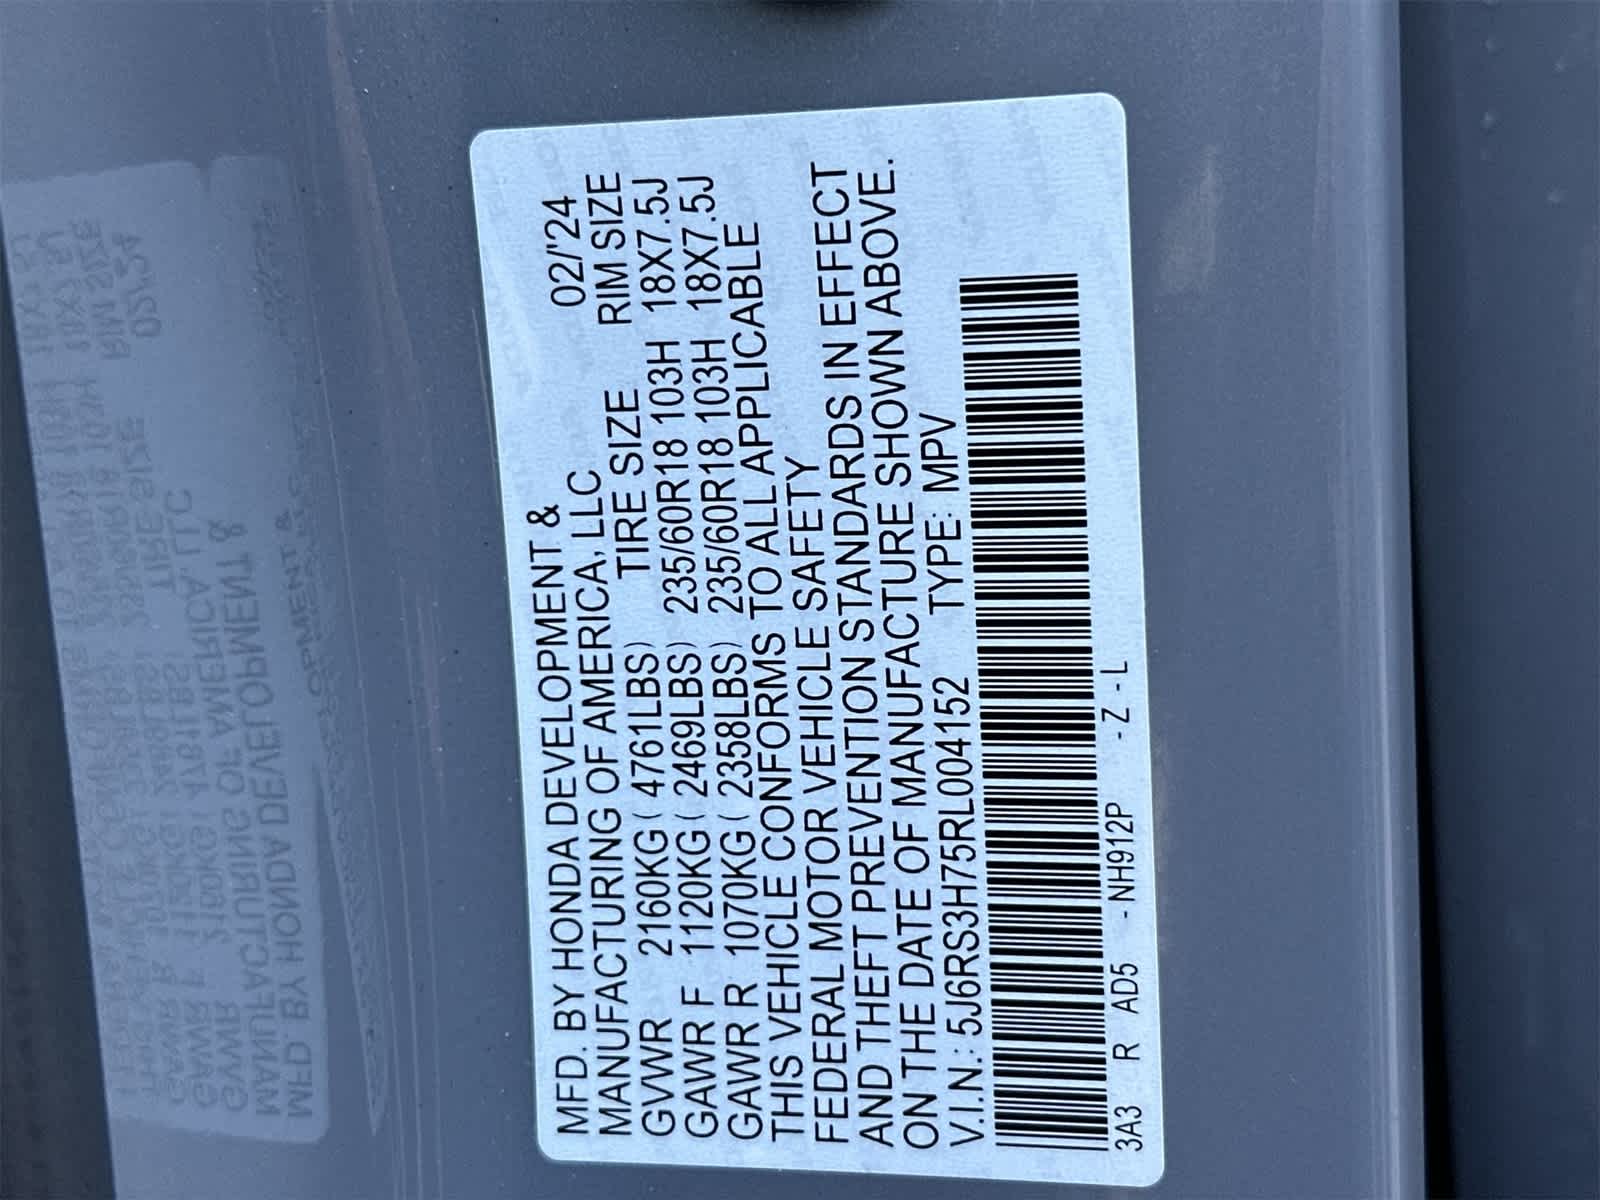 MFD. BY HONDA DEVELOPMENT & 02/'24
MANUFACTURING OF AMERICA, LLC
TIRE SIZE RIM SIZE
GVWR 2160KG ( 4761LBS) 235/60R18 103H 18X7.5J
GAWR F 1120KG ( 2469LBS) 235/60R18 103H 18X7.5J
GAWR R 1070KG ( 2358LBS)
THIS VEHICLE CONFORMS TO ALL APPLICABLE
FEDERAL MOTOR VEHICLE SAFETY
AND THEFT PREVENTION STANDARDS IN EFFECT
ON THE DATE OF MANUFACTURE SHOWN ABOVE.
V.I.N.: 5J6RS3H75RL004152 TYPE: MPV
3A3 R AD5 -NH912P -Z-L